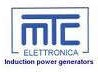 mtc
ELETTRONICA
Induction power generators